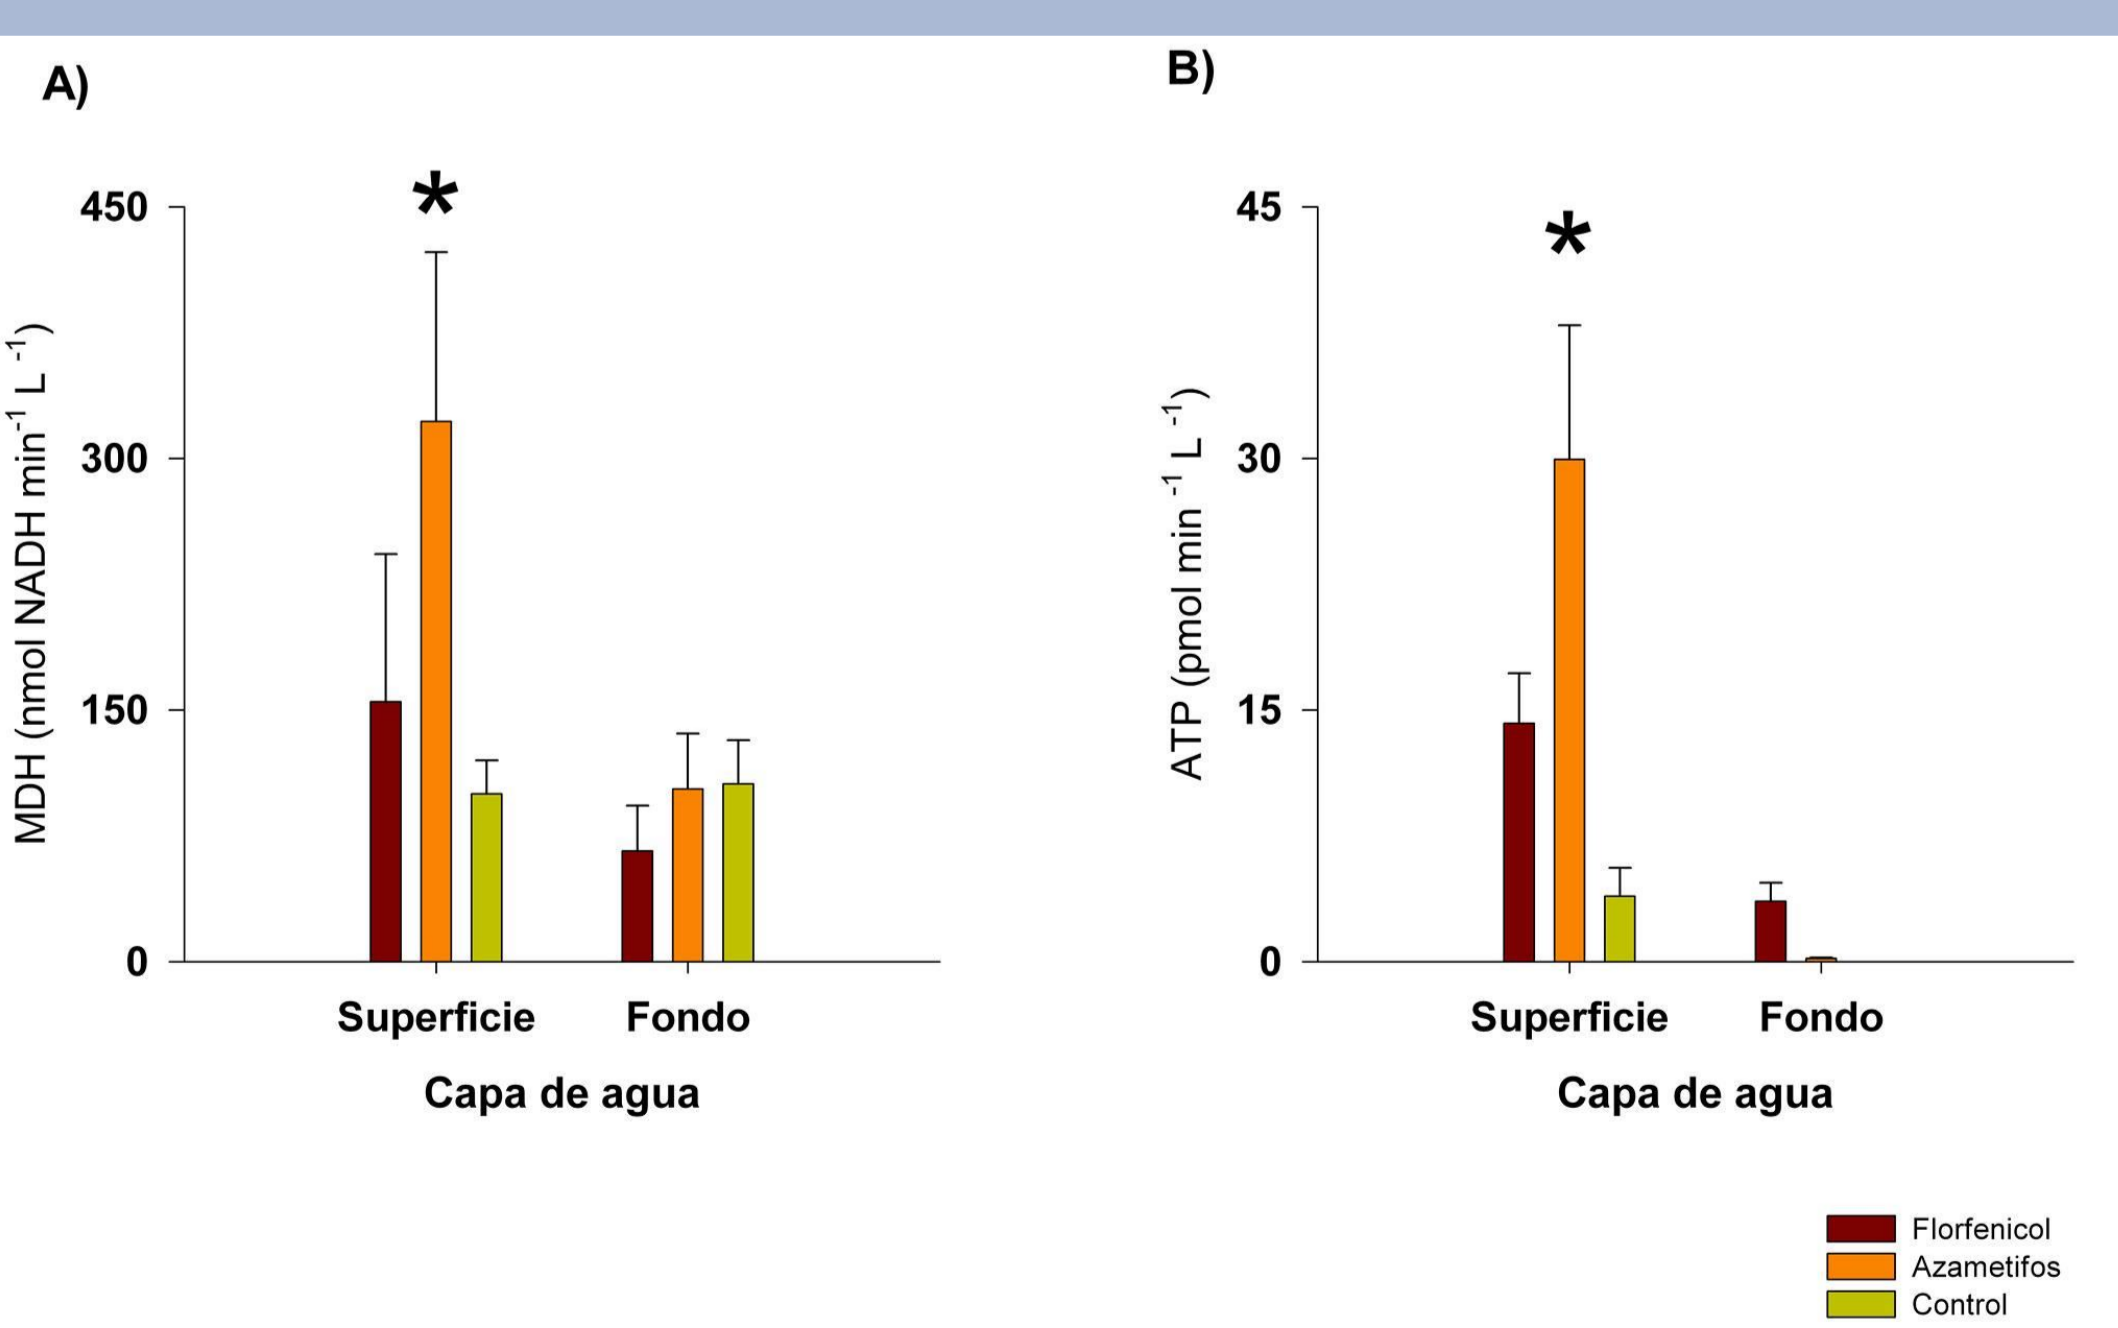 A)
450
300
150
0
MDH (nmol NADH min-1 L -1)
Superficie Fondo
Capa de agua
B)
45
30
15
0
ATP (pmol min -1 L -1)
Superficie Fondo
Capa de agua
*
*
Florfenicol
Azametifos
Control